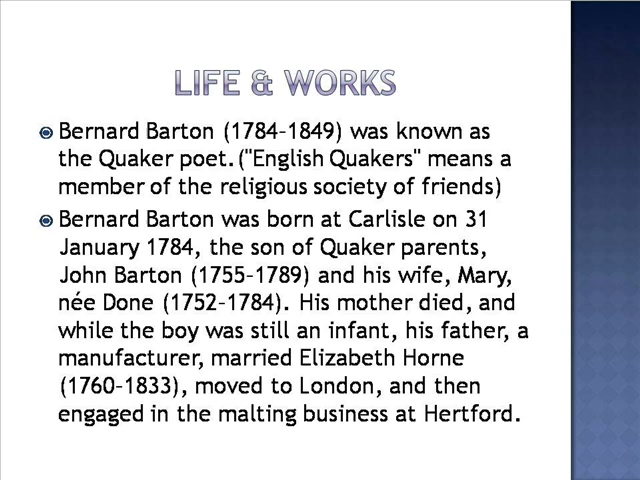 LIFE & WORKS
Bernard Barton (1784–1849) was known as
the Quaker poet.("English Quakers" means a
member of the religious society of friends)
Bernard Barton was born at Carlisle on 31
January 1784, the son of Quaker parents,
John Barton (1755–1789) and his wife, Mary,
née Done (1752–1784). His mother died, and
while the boy was still an infant, his father, a
manufacturer, married Elizabeth Horne
(1760–1833), moved to London, and then
engaged in the malting business at Hertford.